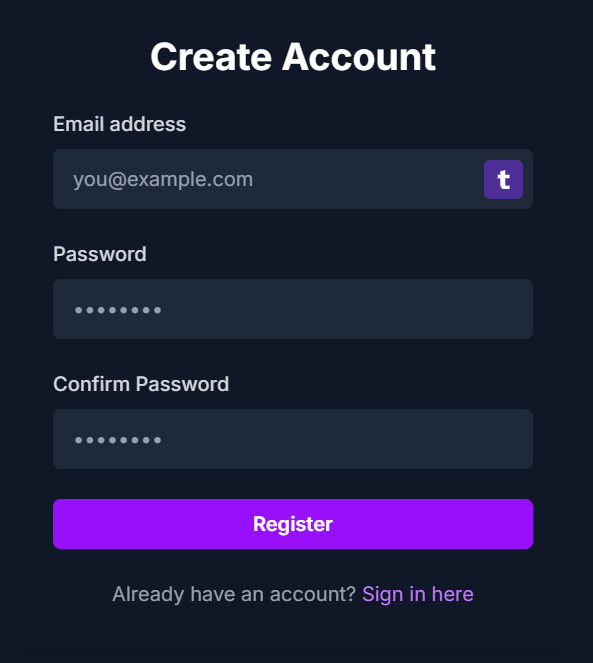 Create Account
Email address
you@example.com t
Password
••••••••
Confirm Password
••••••••
Register
Already have an account? Sign in here